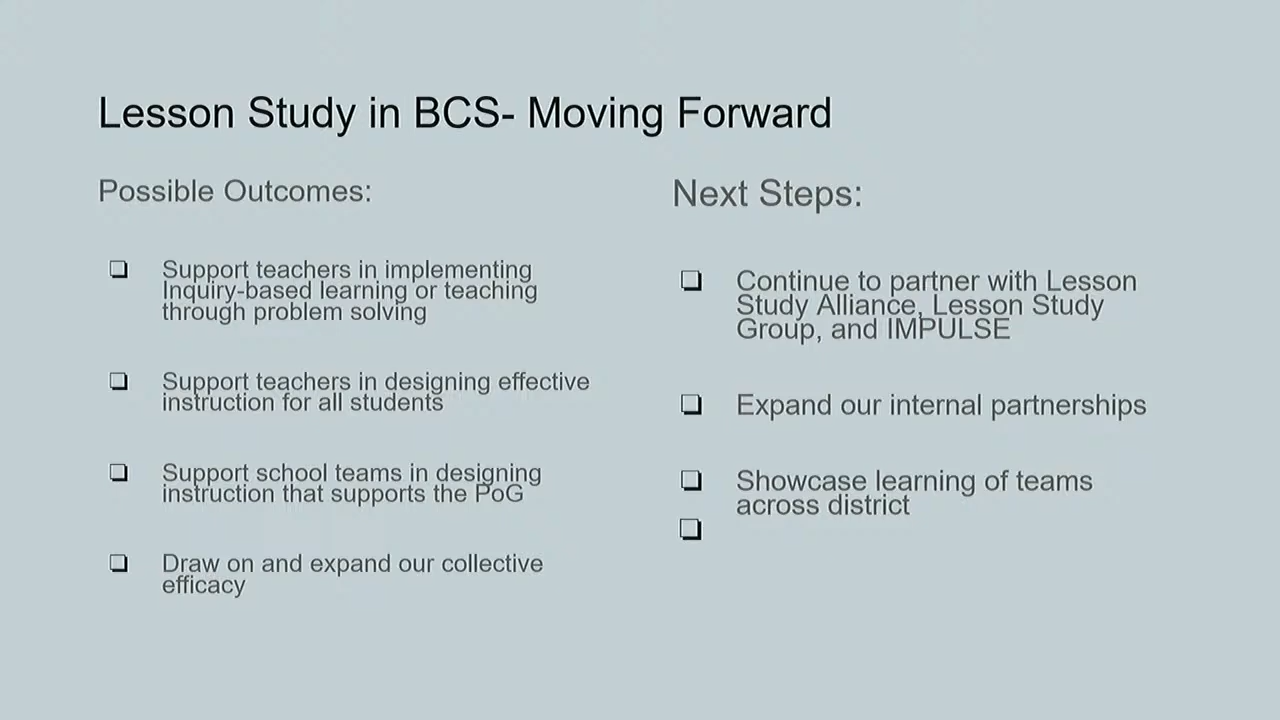 Lesson Study in BCS- Moving Forward
Possible Outcomes:
❏ Support teachers in implementing
Inquiry-based learning or teaching
through problem solving
❏ Support teachers in designing effective
instruction for all students
❏ Support school teams in designing
instruction that supports the PoG
❏ Draw on and expand our collective
efficacy
Next Steps:
❏ Continue to partner with Lesson
Study Alliance, Lesson Study
Group, and IMPULSE
❏ Expand our internal partnerships
❏ Showcase learning of teams
across district
❏